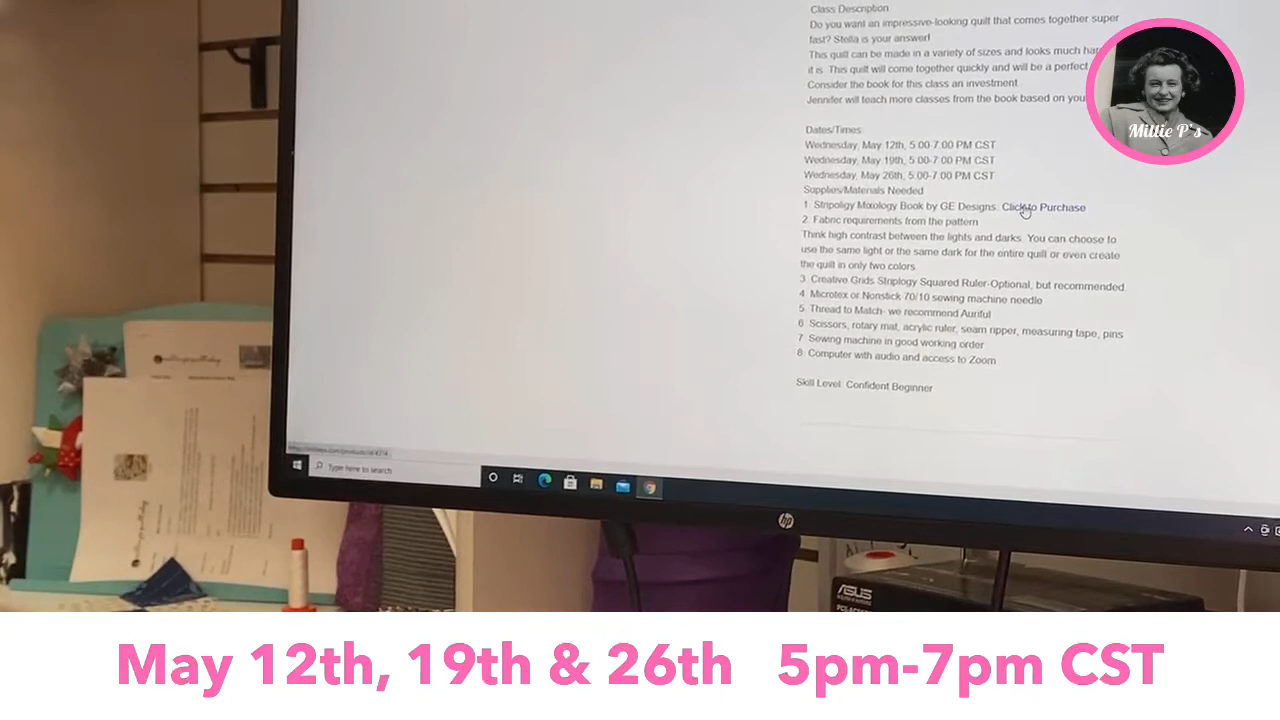 Class Description
Do you want an impressive-looking quilt that comes together super
fast? Stella is your answer!
This quilt can be made in a variety of sizes and looks much
it is. This quilt will come together quickly and will be a perfect
Consider the book for this class an investment
Jennifer will teach more classes from the book based on
Dates/Times
Wednesday, May 12th, 5:00-7:00 PM CST
Wednesday, May 19th, 5:00-7:00 PM CST
Wednesday, May 26th, 5:00-7:00 PM CST
Supplies/Materials Needed
1. Stripoligy Mixology Book by GE Designs. Click to Purchase
2. Fabric requirements from the pattern
Think high contrast between the lights and darks. You can choose to
use the same light or the same dark for the entire quilt or even create
the quilt in only two colors.
3. Creative Grids Striplogy Squared Ruler-Optional, but recommended
4. Microtex or Nonstick 70/10 sewing machine needle
5. Thread to Match- we recommend Aurifil
6. Scissors, rotary mat, acrylic ruler, seam ripper, measuring tape, pins
7. Sewing machine in good working order
8. Computer with audio and access to Zoom
Skill Level: Confident Beginner
Millie P's
Type here to search
hp
ASUS
May 12th, 19th & 26th 5pm-7pm CST